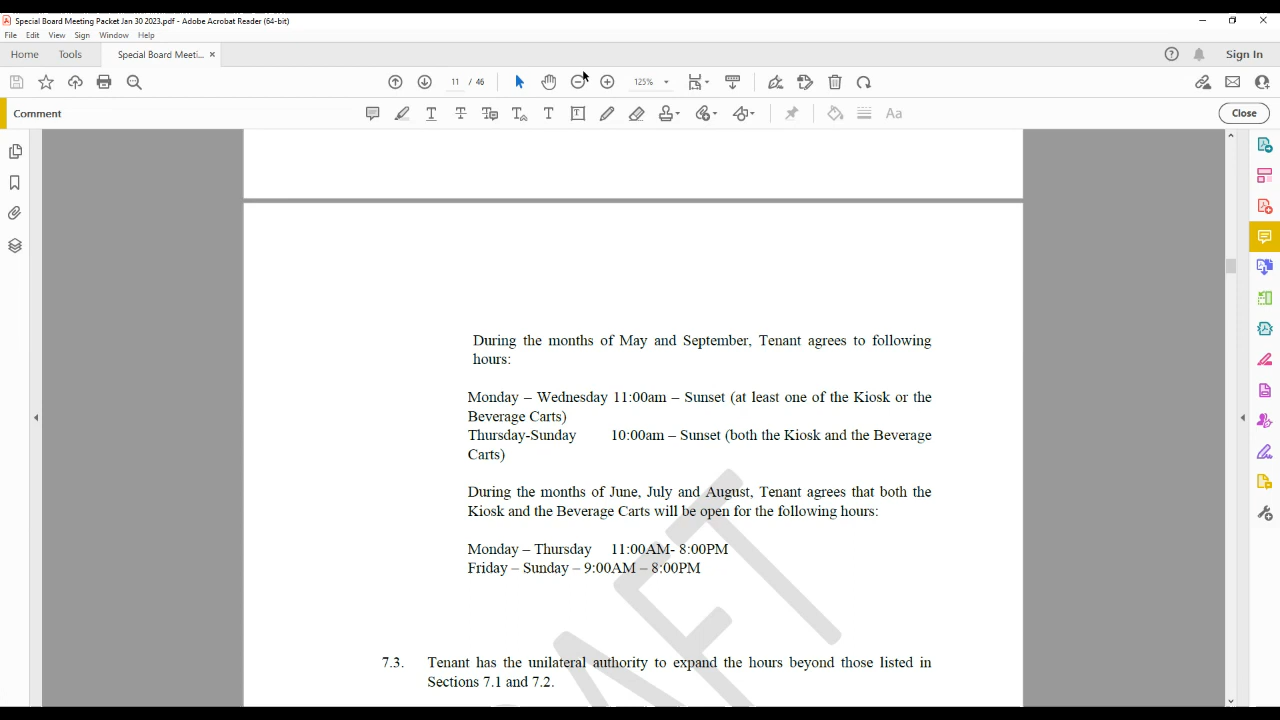 Special Board Meeting Packet Jan 30 2023.pdf - Adobe Acrobat Reader (64-bit)
File Edit View Sign Window Help
Home Tools Special Board Meeti... Sign In
11 / 46 125%
Comment Close
During the months of May and September, Tenant agrees to following
hours:
Monday – Wednesday 11:00am – Sunset (at least one of the Kiosk or the
Beverage Carts)
Thursday-Sunday 10:00am – Sunset (both the Kiosk and the Beverage
Carts)
During the months of June, July and August, Tenant agrees that both the
Kiosk and the Beverage Carts will be open for the following hours:
Monday – Thursday 11:00AM- 8:00PM
Friday – Sunday – 9:00AM – 8:00PM
7.3. Tenant has the unilateral authority to expand the hours beyond those listed in
Sections 7.1 and 7.2.